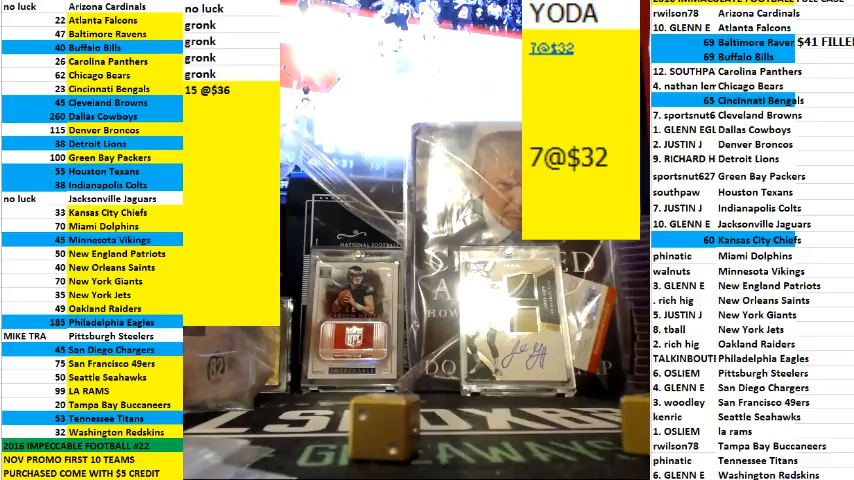 no luck Arizona Cardinals
22 Atlanta Falcons
47 Baltimore Ravens
40 Buffalo Bills
26 Carolina Panthers
62 Chicago Bears
23 Cincinnati Bengals
45 Cleveland Browns
260 Dallas Cowboys
115 Denver Broncos
38 Detroit Lions
100 Green Bay Packers
55 Houston Texans
38 Indianapolis Colts
no luck Jacksonville Jaguars
33 Kansas City Chiefs
70 Miami Dolphins
45 Minnesota Vikings
50 New England Patriots
40 New Orleans Saints
70 New York Giants
35 New York Jets
49 Oakland Raiders
185 Philadelphia Eagles
MIKE TRA Pittsburgh Steelers
45 San Diego Chargers
75 San Francisco 49ers
50 Seattle Seahawks
99 LA RAMS
20 Tampa Bay Buccaneers
53 Tennessee Titans
32 Washington Redskins
2016 IMPECCABLE FOOTBALL #22
NOV PROMO FIRST 10 TEAMS
PURCHASED COME WITH $5 CREDIT
no luck
gronk
gronk
gronk
gronk
15 @$36
YODA
7@$32
7@$32
NATIONAL FOOTBALL
NFL
rwilson78 Arizona Cardinals
10. GLENN E Atlanta Falcons
69 Baltimore Raver $41 FILLE
69 Buffalo Bills
12. SOUTHPA Carolina Panthers
4. nathan ler Chicago Bears
65 Cincinnati Bengals
7. sportsnut6 Cleveland Browns
1. GLENN EGL Dallas Cowboys
2. JUSTIN J Denver Broncos
9. RICHARD H Detroit Lions
sportsnut627 Green Bay Packers
southpaw Houston Texans
7. JUSTIN J Indianapolis Colts
10. GLENN E Jacksonville Jaguars
60 Kansas City Chiefs
phinatic Miami Dolphins
walnuts Minnesota Vikings
3. GLENN E New England Patriots
. rich hig New Orleans Saints
5. JUSTIN J New York Giants
8. tball New York Jets
2. rich hig Oakland Raiders
TALKINBOUTI Philadelphia Eagles
6. OSLIEM Pittsburgh Steelers
4. GLENN E San Diego Chargers
3. woodley San Francisco 49ers
kenric Seattle Seahawks
1. OSLIEM la rams
rwilson78 Tampa Bay Buccaneers
phinatic Tennessee Titans
6. GLENN E Washington Redskins